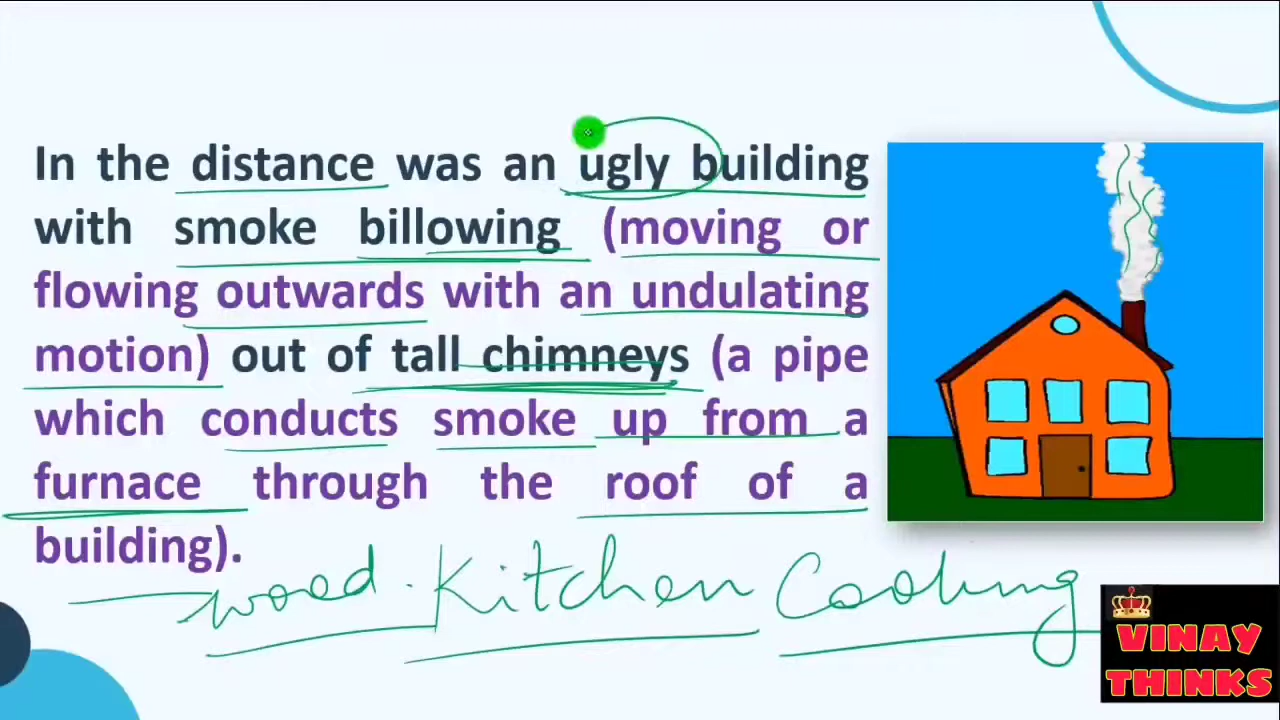 In the distance was an ugly building
with smoke billowing (moving or
flowing outwards with an undulating
motion) out of tall chimneys (a pipe
which conducts smoke up from a
furnace through the roof of a
building).
wood. Kitchen Cooking
VINAY
THINKS